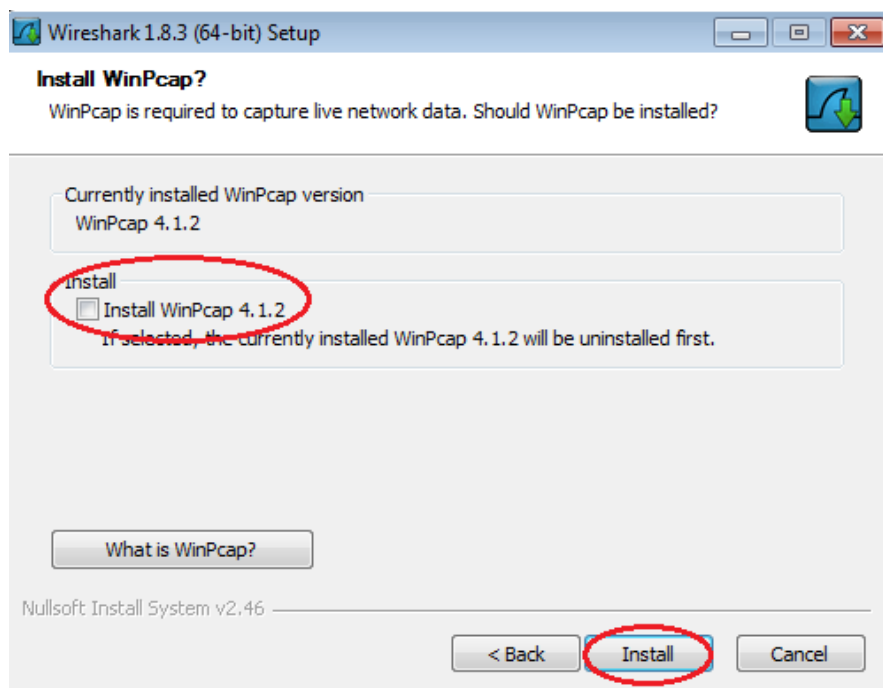 Wireshark 1.8.3 (64-bit) Setup
Install WinPcap?
WinPcap is required to capture live network data. Should WinPcap be installed?
Currently installed WinPcap version
WinPcap 4.1.2
Install
Install WinPcap 4.1.2
If selected, the currently installed WinPcap 4.1.2 will be uninstalled first.
What is WinPcap?
Nullsoft Install System v2.46
< Back Install Cancel